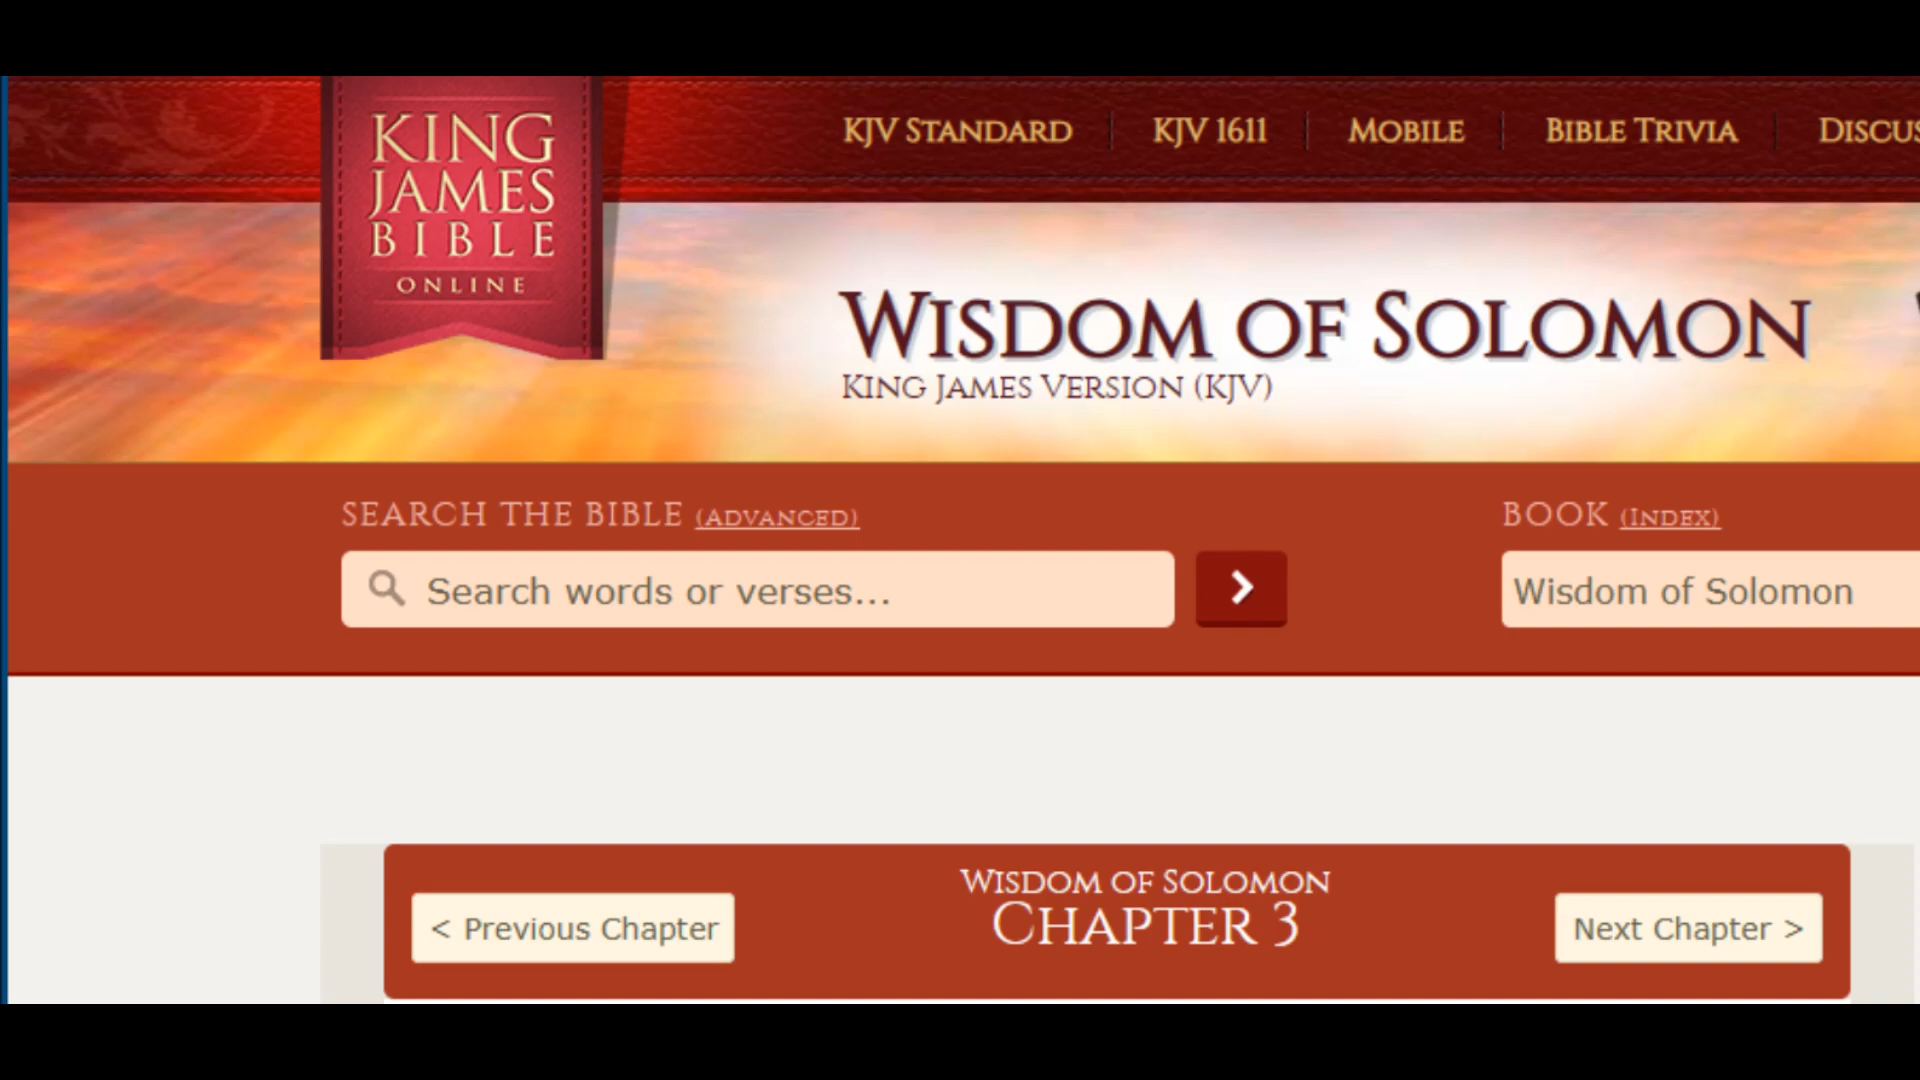 KING
JAMES
BIBLE
ONLINE
KJV STANDARD
KJV 1611
MOBILE
BIBLE TRIVIA
DISCUS
WISDOM OF SOLOMON
KING JAMES VERSION (KJV)
SEARCH THE BIBLE (ADVANCED)
BOOK (INDEX)
Search words or verses...
Wisdom of Solomon
< Previous Chapter
WISDOM OF SOLOMON
CHAPTER 3
Next Chapter >